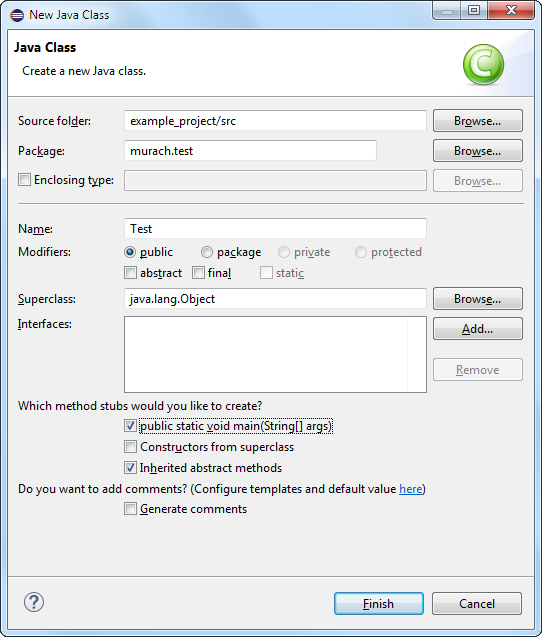 New Java Class
Java Class
Create a new Java class.
C
Source folder: example_project/src Browse...
Package: murach.test Browse...
Enclosing type: Browse...
Name: Test
Modifiers: public package private protected
abstract final static
Superclass: java.lang.Object Browse...
Interfaces: Add...
Remove
Which method stubs would you like to create?
public static void main(String[] args)
Constructors from superclass
Inherited abstract methods
Do you want to add comments? (Configure templates and default value here)
Generate comments
? Finish Cancel